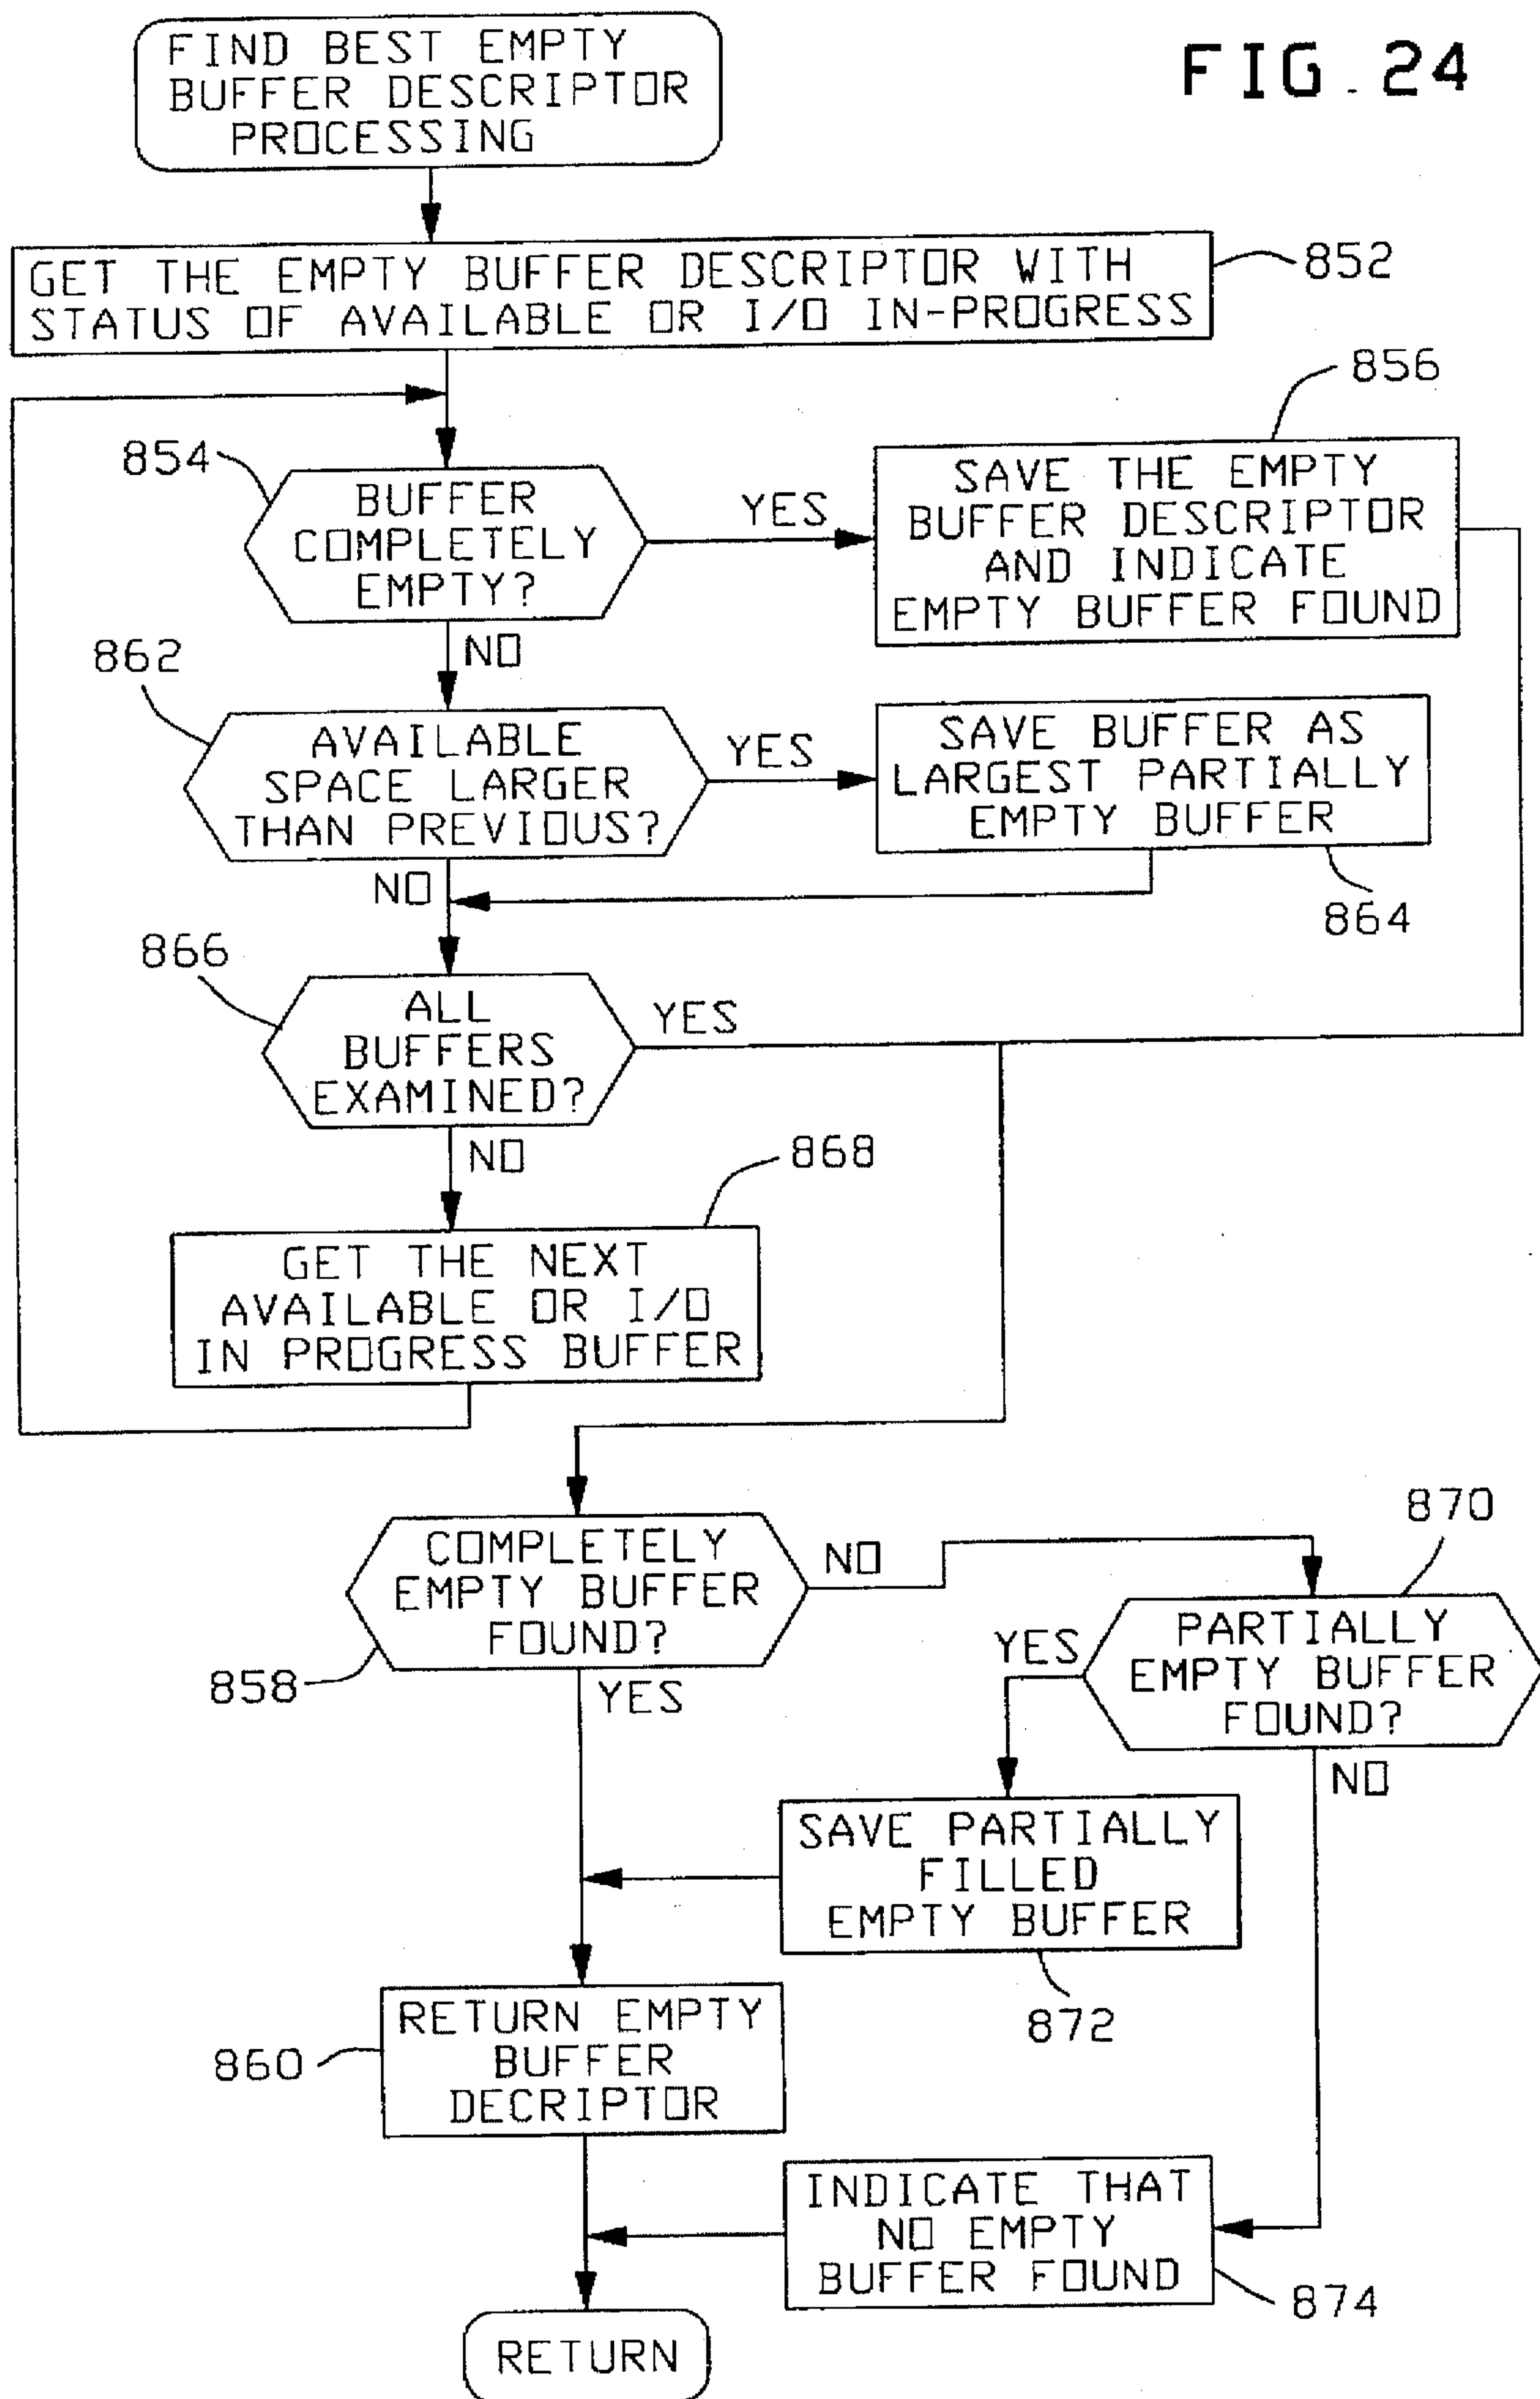 FIND BEST EMPTY
BUFFER DESCRIPTOR
PROCESSING
FIG. 24
GET THE EMPTY BUFFER DESCRIPTOR WITH
STATUS OF AVAILABLE OR I/O IN-PROGRESS
852
856
854
BUFFER
COMPLETELY
EMPTY?
YES
SAVE THE EMPTY
BUFFER DESCRIPTOR
AND INDICATE
EMPTY BUFFER FOUND
NO
862
AVAILABLE
SPACE LARGER
THAN PREVIOUS?
YES
SAVE BUFFER AS
LARGEST PARTIALLY
EMPTY BUFFER
NO
864
866
ALL
BUFFERS
EXAMINED?
YES
NO
868
GET THE NEXT
AVAILABLE OR I/O
IN PROGRESS BUFFER
870
COMPLETELY
EMPTY BUFFER
FOUND?
NO
858
YES
YES
PARTIALLY
EMPTY BUFFER
FOUND?
NO
SAVE PARTIALLY
FILLED
EMPTY BUFFER
872
860
RETURN EMPTY
BUFFER
DECRIPTOR
INDICATE THAT
NO EMPTY
BUFFER FOUND
874
RETURN